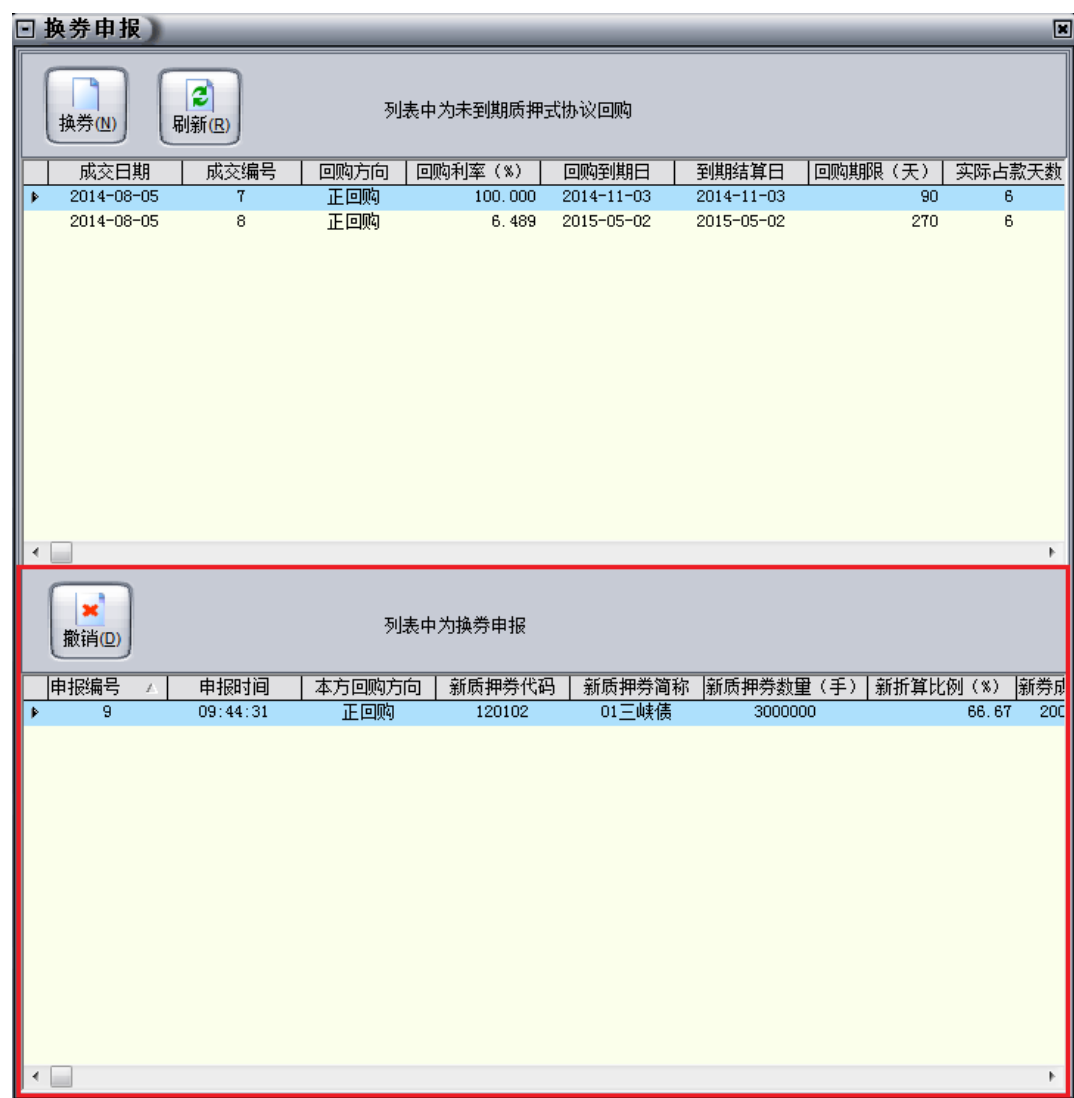 换券申报
换券(N) 刷新(R) 列表中为未到期质押式协议回购
成交日期 成交编号 回购方向 回购利率（%） 回购到期日 到期结算日 回购期限（天） 实际占款天数
2014-08-05 7 正回购 100.000 2014-11-03 2014-11-03 90 6
2014-08-05 8 正回购 6.489 2015-05-02 2015-05-02 270 6
撤销(D) 列表中为换券申报
申报编号 申报时间 本方回购方向 新质押券代码 新质押券简称 新质押券数量（手） 新折算比例（%） 新券成
9 09:44:31 正回购 120102 01三峡债 3000000 66.67 200